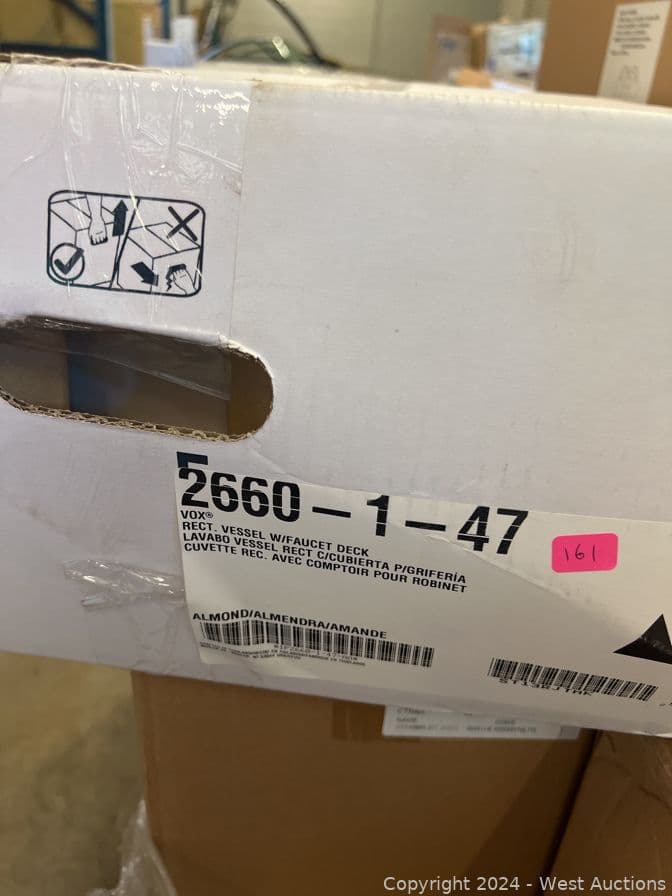 2660-1-47
VOX®
RECT. VESSEL W/FAUCET DECK
LAVABO VESSEL RECT C/CUBIERTA P/GRIFERÍA
CUVETTE REC. AVEC COMPTOIR POUR ROBINET
161
ALMOND/ALMENDRA/AMANDE
Copyright 2024 - West Auctions